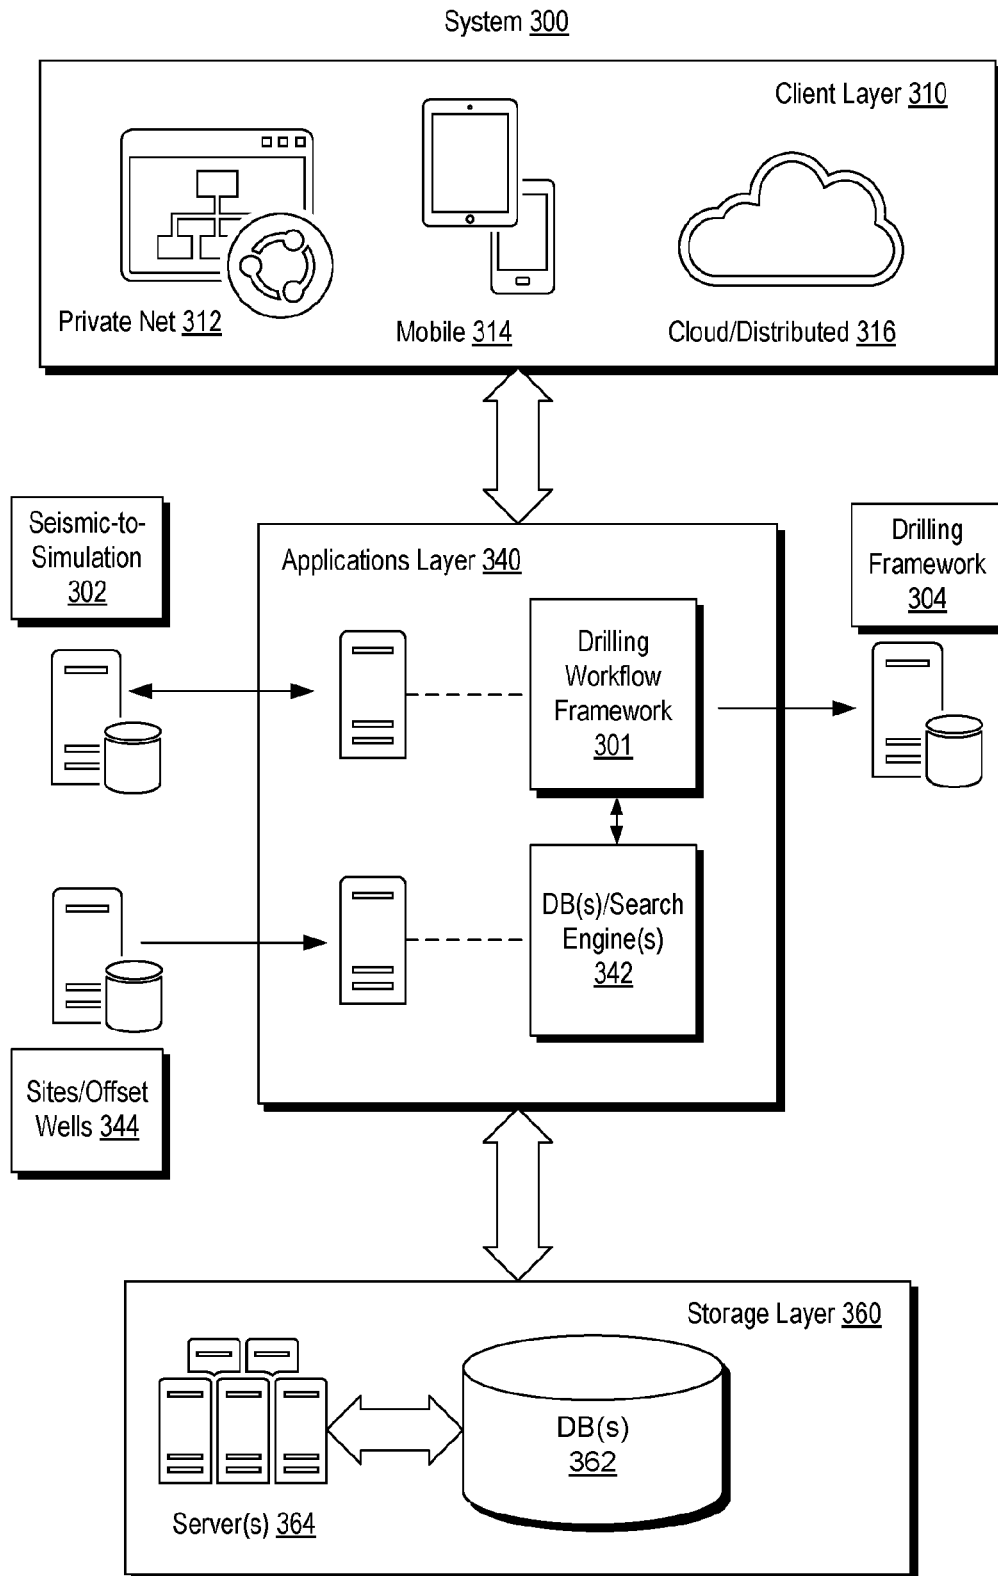 System 300
Client Layer 310
Private Net 312
Mobile 314
Cloud/Distributed 316
Seismic-to-
Simulation
302
Applications Layer 340
Drilling
Workflow
Framework
301
Drilling
Framework
304
DB(s)/Search
Engine(s)
342
Sites/Offset
Wells 344
Storage Layer 360
DB(s)
362
Server(s) 364